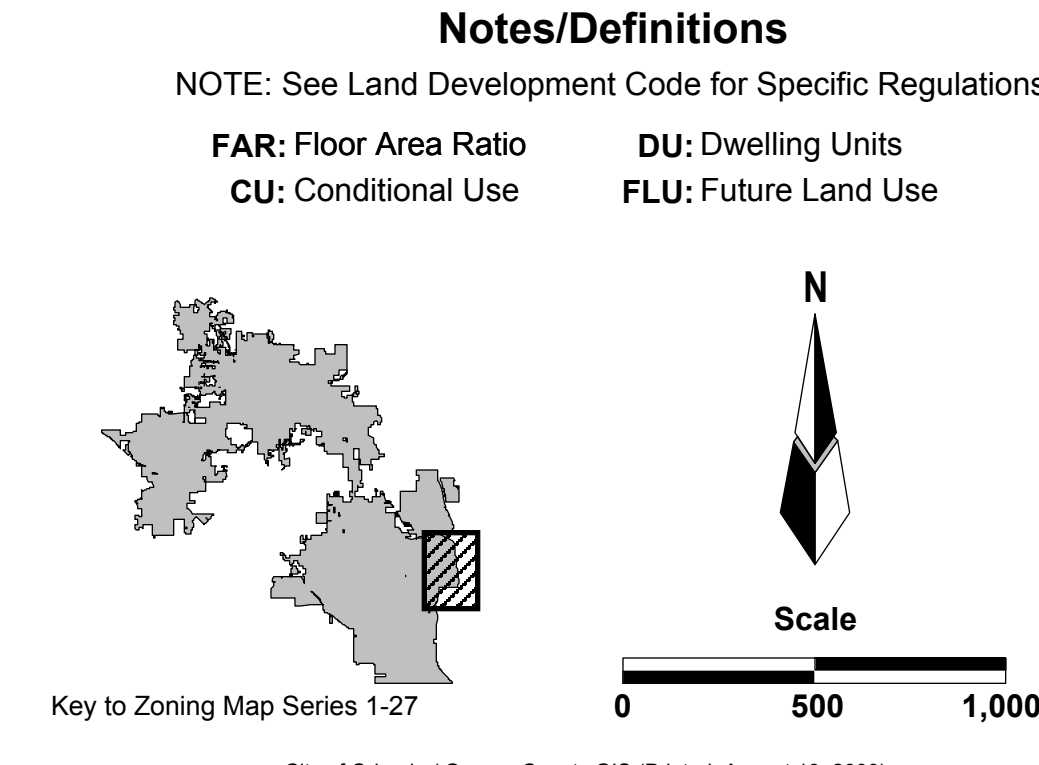 Notes/Definitions
NOTE: See Land Development Code for Specific Regulations
FAR: Floor Area Ratio DU: Dwelling Units
CU: Conditional Use FLU: Future Land Use
N
Scale
0 500 1,000
Key to Zoning Map Series 1-27